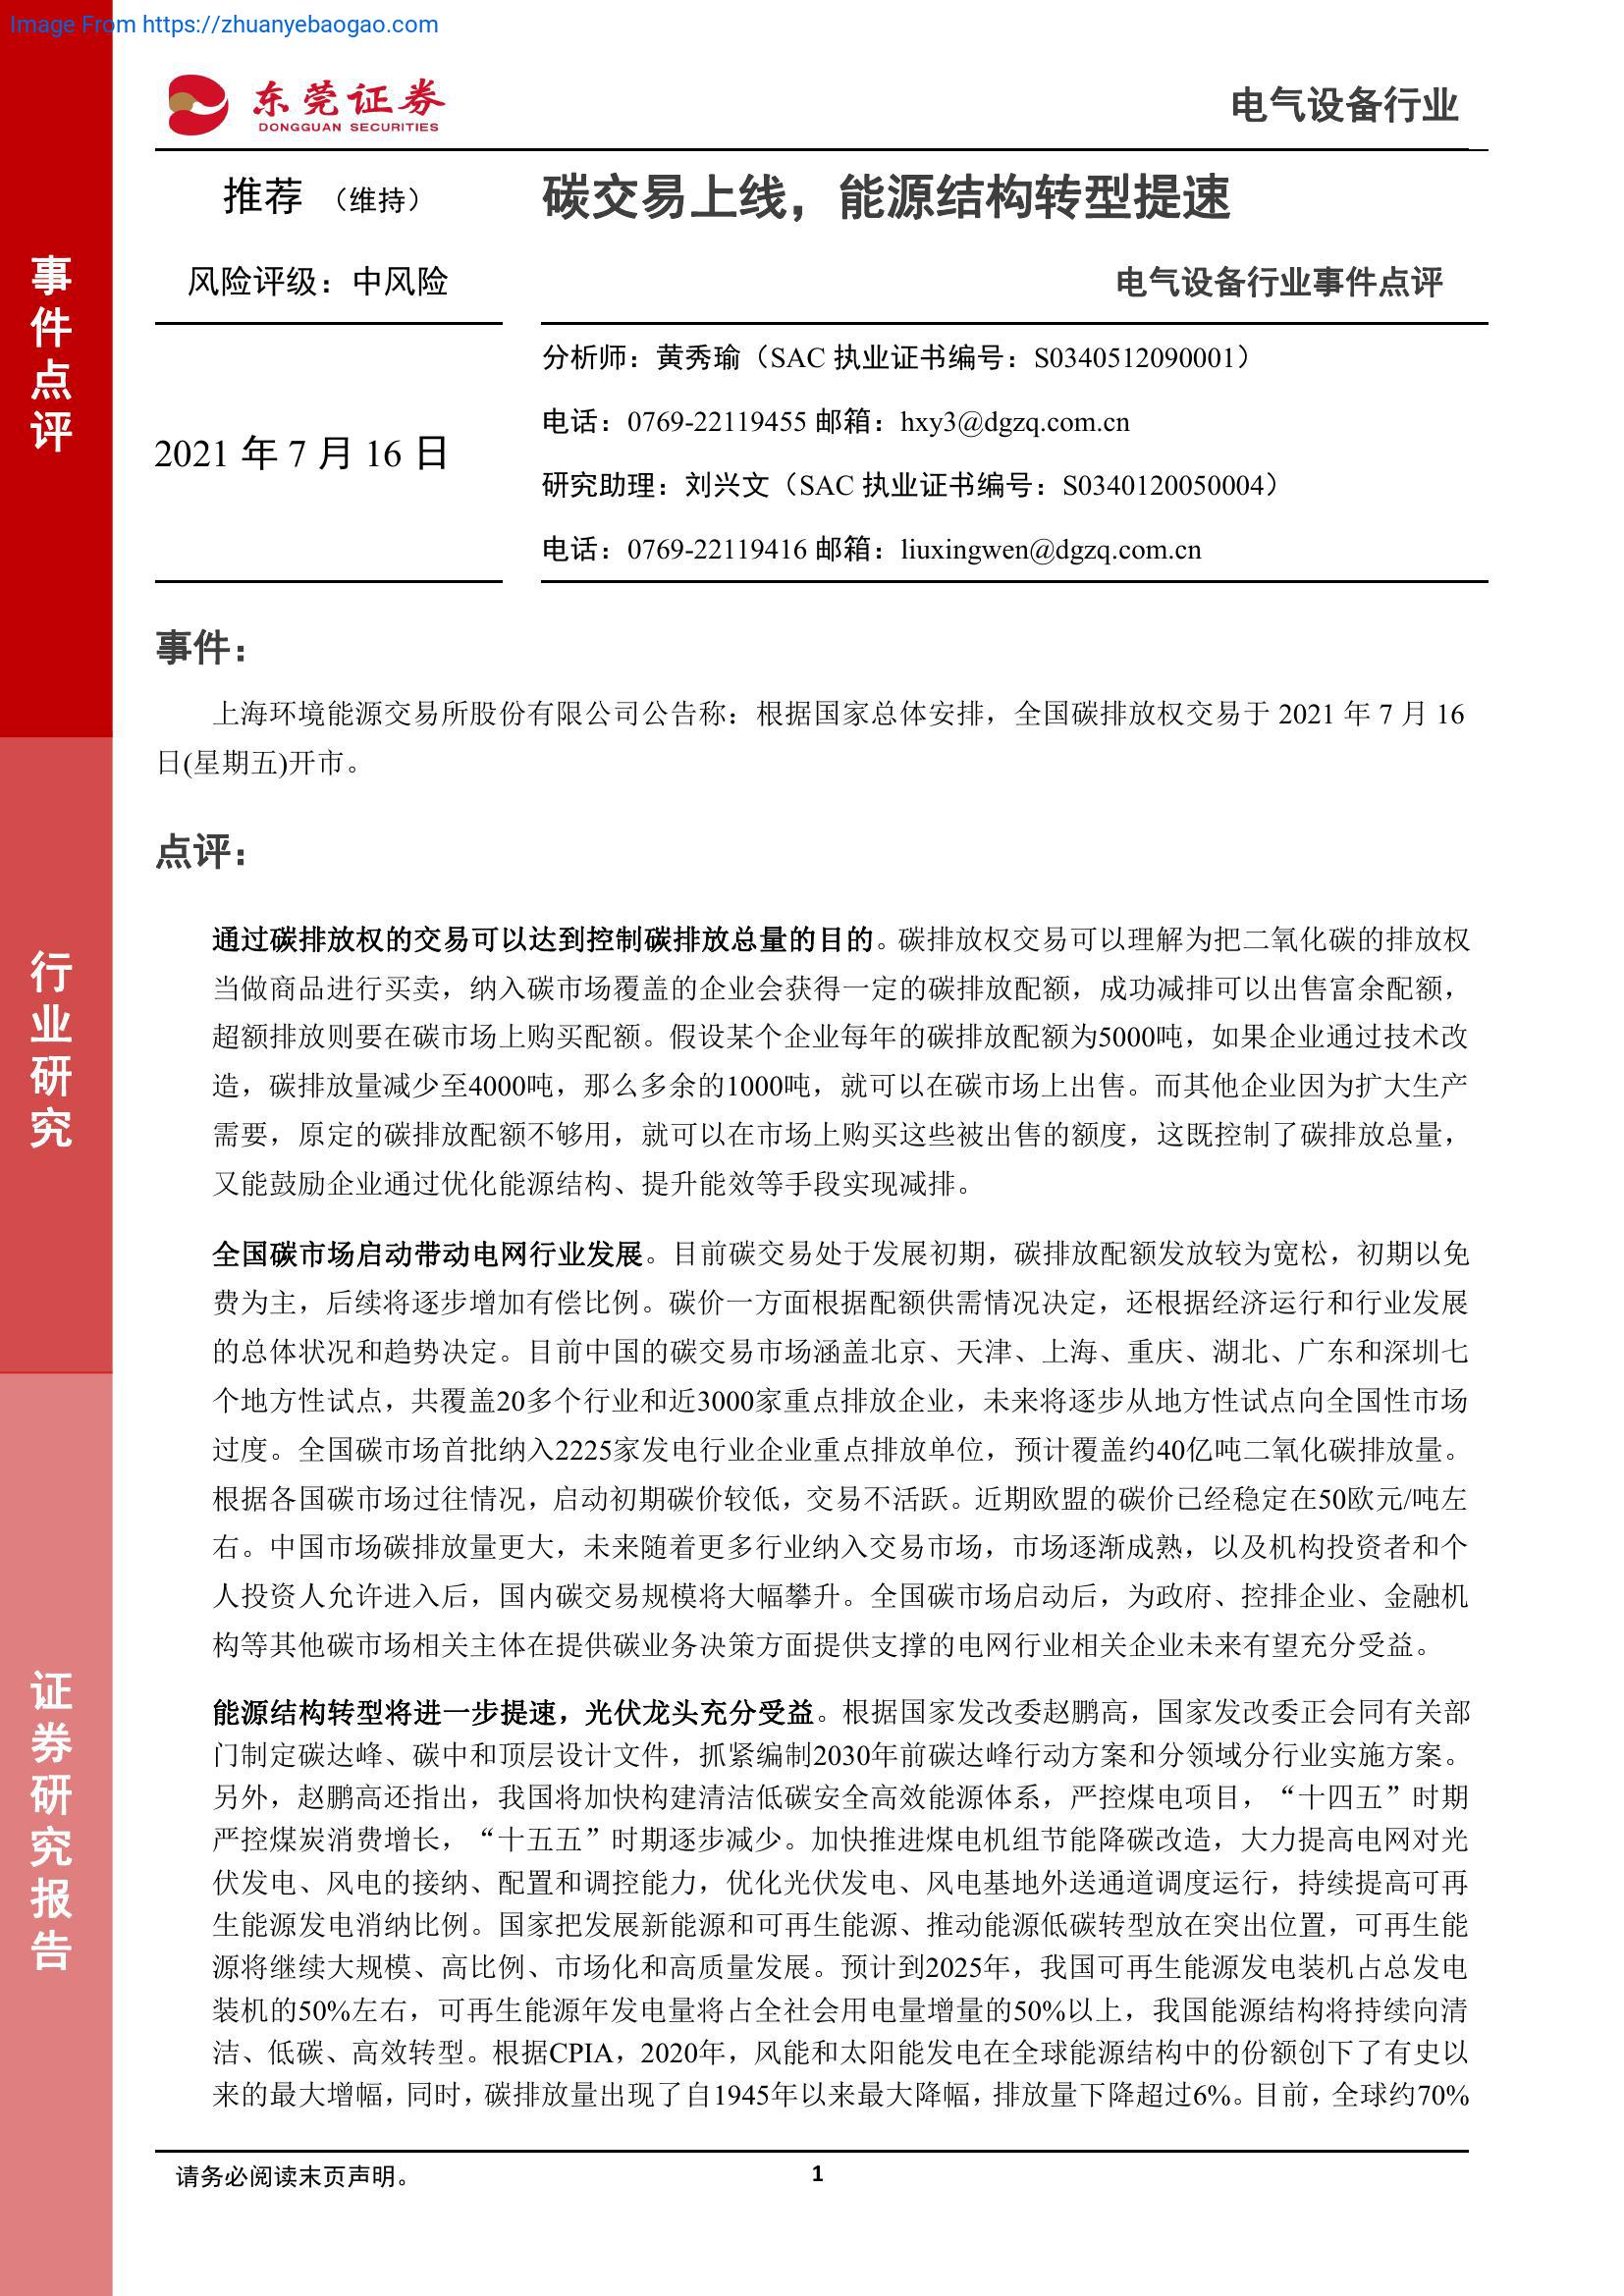 Image From https://zhuanyebaogao.com
东莞证券
DONGGUAN SECURITIES
电气设备行业
推荐 （维持）
碳交易上线，能源结构转型提速
风险评级：中风险
电气设备行业事件点评
2021 年 7 月 16 日
分析师：黄秀瑜（SAC 执业证书编号：S0340512090001）
电话：0769-22119455 邮箱：hxy3@dgzq.com.cn
研究助理：刘兴文（SAC 执业证书编号：S0340120050004）
电话：0769-22119416 邮箱：liuxingwen@dgzq.com.cn
事件点评
行业研究
证券研究报告
事件：
上海环境能源交易所股份有限公司公告称：根据国家总体安排，全国碳排放权交易于 2021 年 7 月 16
日(星期五)开市。
点评：
通过碳排放权的交易可以达到控制碳排放总量的目的。碳排放权交易可以理解为把二氧化碳的排放权
当做商品进行买卖，纳入碳市场覆盖的企业会获得一定的碳排放配额，成功减排可以出售富余配额，
超额排放则要在碳市场上购买配额。假设某个企业每年的碳排放配额为5000吨，如果企业通过技术改
造，碳排放量减少至4000吨，那么多余的1000吨，就可以在碳市场上出售。而其他企业因为扩大生产
需要，原定的碳排放配额不够用，就可以在市场上购买这些被出售的额度，这既控制了碳排放总量，
又能鼓励企业通过优化能源结构、提升能效等手段实现减排。
全国碳市场启动带动电网行业发展。目前碳交易处于发展初期，碳排放配额发放较为宽松，初期以免
费为主，后续将逐步增加有偿比例。碳价一方面根据配额供需情况决定，还根据经济运行和行业发展
的总体状况和趋势决定。目前中国的碳交易市场涵盖北京、天津、上海、重庆、湖北、广东和深圳七
个地方性试点，共覆盖20多个行业和近3000家重点排放企业，未来将逐步从地方性试点向全国性市场
过度。全国碳市场首批纳入2225家发电行业企业重点排放单位，预计覆盖约40亿吨二氧化碳排放量。
根据各国碳市场过往情况，启动初期碳价较低，交易不活跃。近期欧盟的碳价已经稳定在50欧元/吨左
右。中国市场碳排放量更大，未来随着更多行业纳入交易市场，市场逐渐成熟，以及机构投资者和个
人投资人允许进入后，国内碳交易规模将大幅攀升。全国碳市场启动后，为政府、控排企业、金融机
构等其他碳市场相关主体在提供碳业务决策方面提供支撑的电网行业相关企业未来有望充分受益。
能源结构转型将进一步提速，光伏龙头充分受益。根据国家发改委赵鹏高，国家发改委正会同有关部
门制定碳达峰、碳中和顶层设计文件，抓紧编制2030年前碳达峰行动方案和分领域分行业实施方案。
另外，赵鹏高还指出，我国将加快构建清洁低碳安全高效能源体系，严控煤电项目，“十四五”时期
严控煤炭消费增长，“十五五”时期逐步减少。加快推进煤电机组节能降碳改造，大力提高电网对光
伏发电、风电的接纳、配置和调控能力，优化光伏发电、风电基地外送通道调度运行，持续提高可再
生能源发电消纳比例。国家把发展新能源和可再生能源、推动能源低碳转型放在突出位置，可再生能
源将继续大规模、高比例、市场化和高质量发展。预计到2025年，我国可再生能源发电装机占总发电
装机的50%左右，可再生能源年发电量将占全社会用电量增量的50%以上，我国能源结构将持续向清
洁、低碳、高效转型。根据CPIA，2020年，风能和太阳能发电在全球能源结构中的份额创下了有史以
来的最大增幅，同时，碳排放量出现了自1945年以来最大降幅，排放量下降超过6%。目前，全球约70%
请务必阅读末页声明。
1